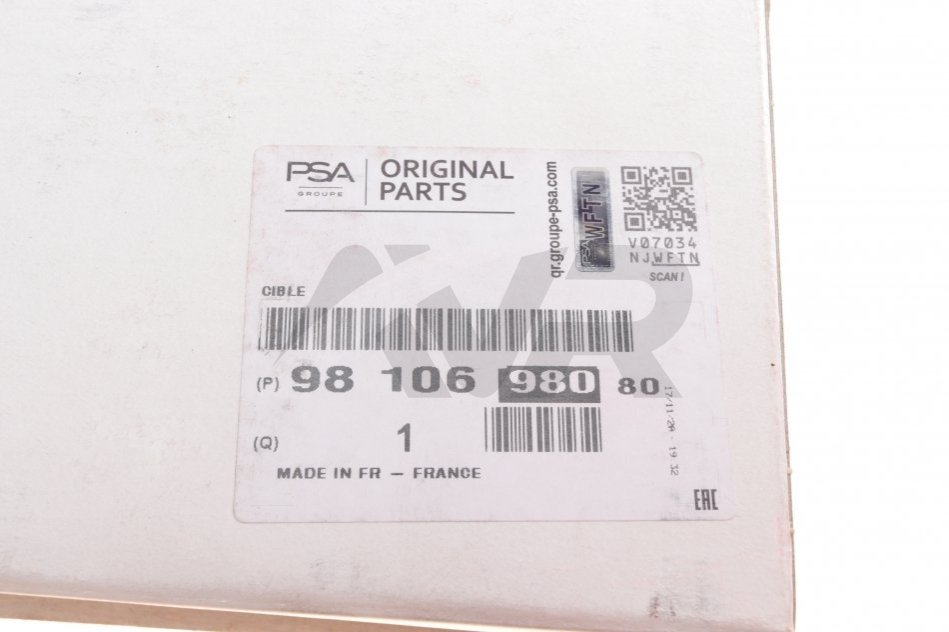 PSA
GROUPE
ORIGINAL
PARTS
qr.groupe-psa.com
PSA WFTN
V07034
NJWFTN
SCAN!
CIBLE
(P) 98 106 980 80
(Q) 1
MADE IN FR – FRANCE
17/11/20 - 19 32
EAC